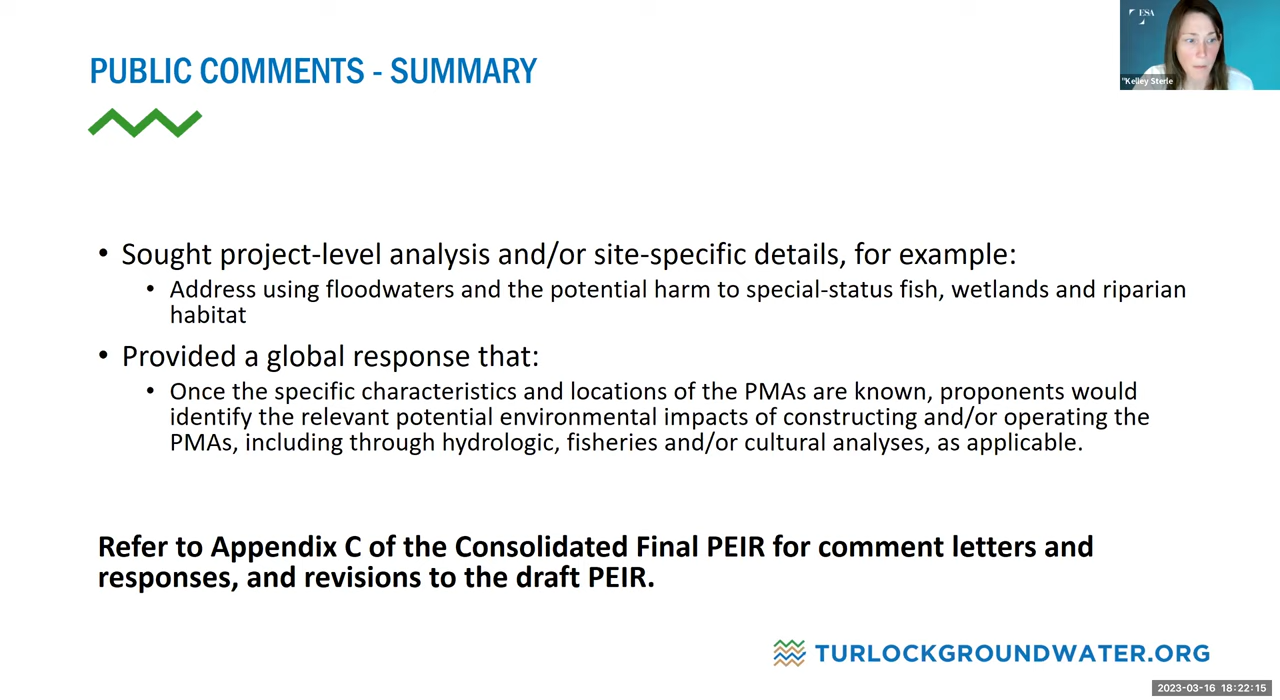 ESA
"Kelley Sterle
PUBLIC COMMENTS - SUMMARY
• Sought project-level analysis and/or site-specific details, for example:
• Address using floodwaters and the potential harm to special-status fish, wetlands and riparian
habitat
• Provided a global response that:
• Once the specific characteristics and locations of the PMAs are known, proponents would
identify the relevant potential environmental impacts of constructing and/or operating the
PMAs, including through hydrologic, fisheries and/or cultural analyses, as applicable.
Refer to Appendix C of the Consolidated Final PEIR for comment letters and
responses, and revisions to the draft PEIR.
TURLOCKGROUNDWATER.ORG
2023-03-16 18:22:15